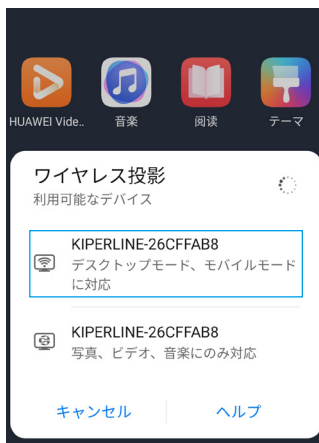 HUAWEI Vide..
音楽
阅读
テーマ
ワイヤレス投影
利用可能なデバイス
KIPERLINE-26CFFAB8
デスクトップモード、モバイルモード
に対応
KIPERLINE-26CFFAB8
写真、ビデオ、音楽にのみ対応
キャンセル
ヘルプ